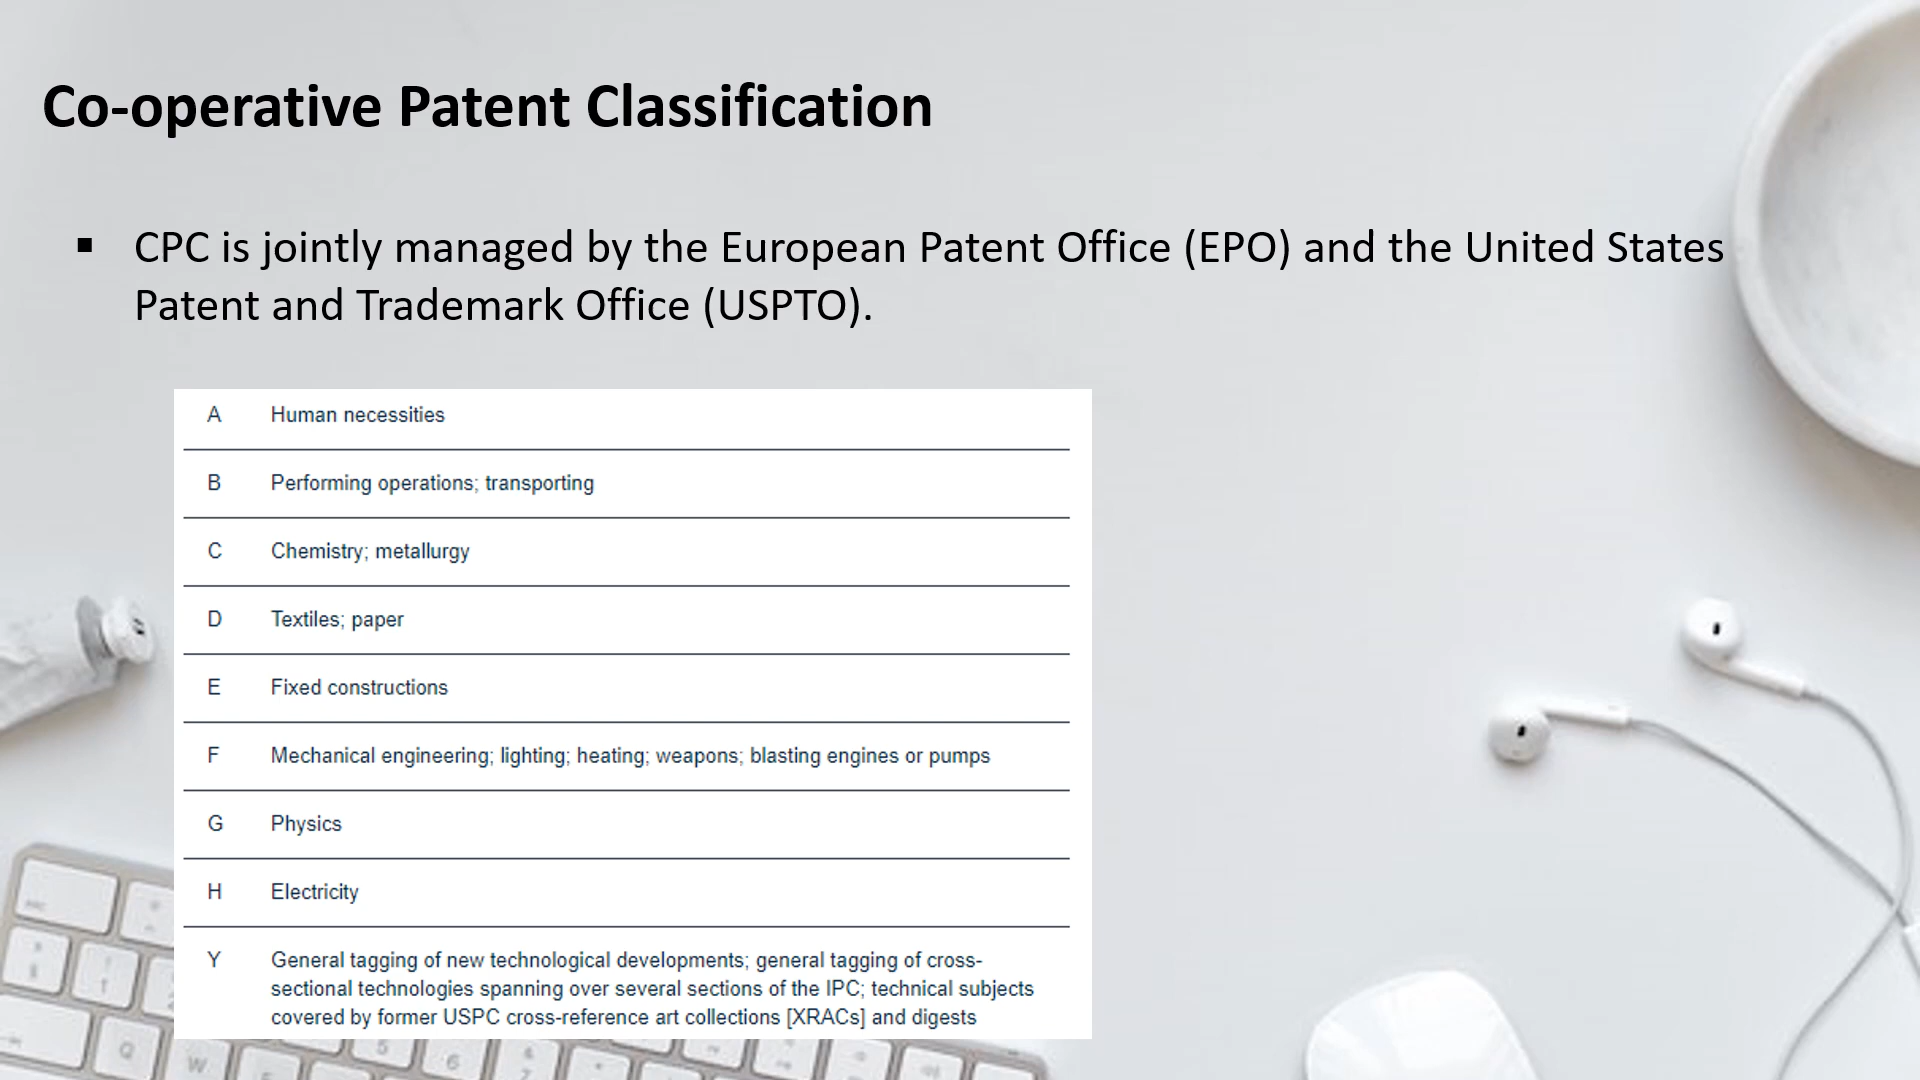 Co-operative Patent Classification
▪ CPC is jointly managed by the European Patent Office (EPO) and the United States
Patent and Trademark Office (USPTO).
A Human necessities
B Performing operations; transporting
C Chemistry; metallurgy
D Textiles; paper
E Fixed constructions
F Mechanical engineering; lighting; heating; weapons; blasting engines or pumps
G Physics
H Electricity
Y General tagging of new technological developments; general tagging of cross-
sectional technologies spanning over several sections of the IPC; technical subjects
covered by former USPC cross-reference art collections [XRACs] and digests
Q W 5 6 & 7